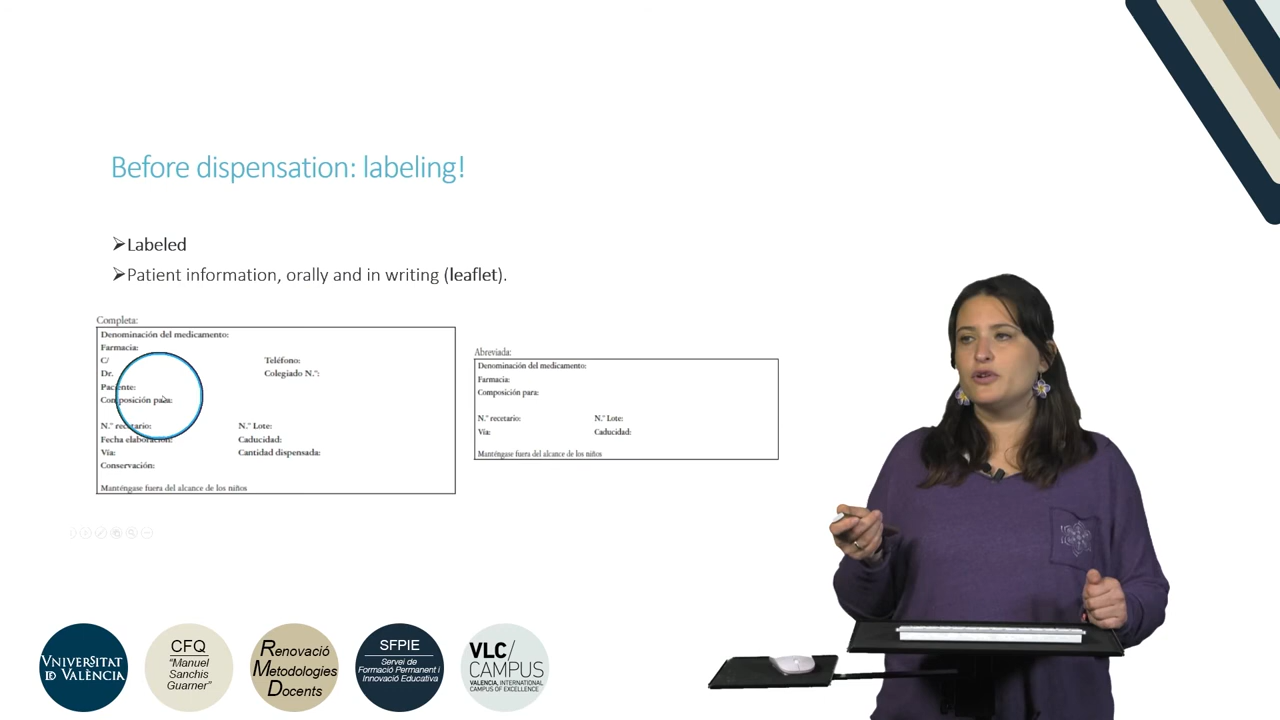 Before dispensation: labeling!
➢Labeled
➢Patient information, orally and in writing (leaflet).
Completa:
Denominación del medicamento:
Farmacia:
C/ Teléfono:
Dr. Colegiado N.º:
Paciente:
Composición para:
N.º recetario: N.º Lote:
Fecha elaboración: Caducidad:
Vía: Cantidad dispensada:
Conservación:
Manténgase fuera del alcance de los niños
Abreviada:
Denominación del medicamento:
Farmacia:
Composición para:
N.º recetario: N.º Lote:
Vía: Caducidad:
Manténgase fuera del alcance de los niños
VNIVERSITAT
ID VALÈNCIA
CFQ
"Manuel
Sanchis
Guarner"
Renovació
Metodologies
Docents
SFPIE
Servei de
Formació Permanent i
Innovació Educativa
VLC/
CAMPUS
VALENCIA, INTERNATIONAL
CAMPUS OF EXCELLENCE